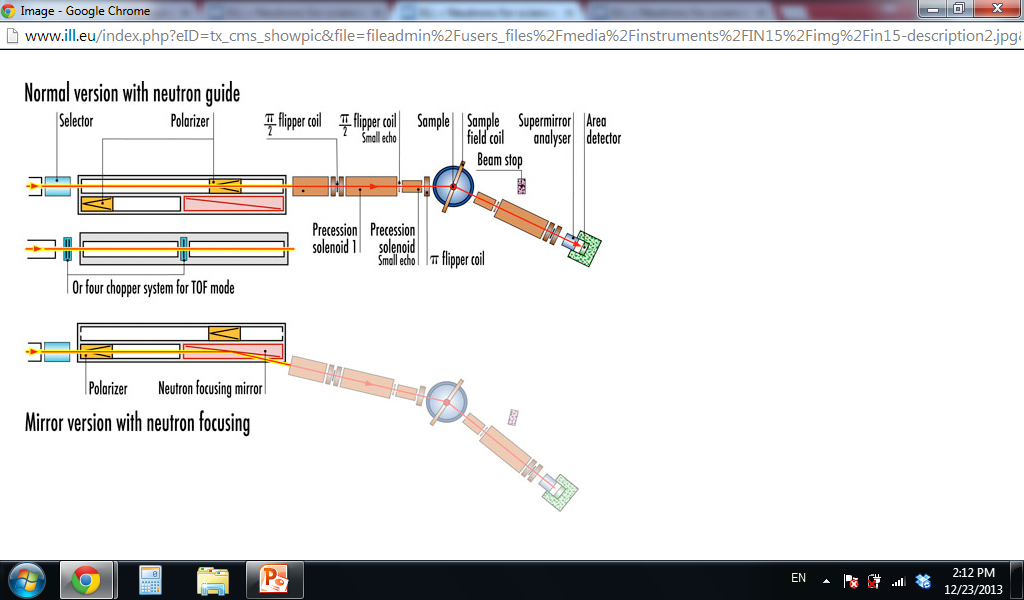 Image - Google Chrome
www.ill.eu/index.php?eID=tx_cms_showpic&file=fileadmin%2Fusers_files%2Fmedia%2Finstruments%2FIN15%2Fimg%2Fin15-description2.jpg&
Normal version with neutron guide
Selector
Polarizer
π/2 flipper coil
π/2 flipper coil
Small echo
Sample
Sample
field coil
Supermirror
analyser
Area
detector
Beam stop
Precession
solenoid 1
Precession
solenoid
Small echo
π flipper coil
Or four chopper system for TOF mode
Polarizer
Neutron focusing mirror
Mirror version with neutron focusing
EN
2:12 PM
12/23/2013